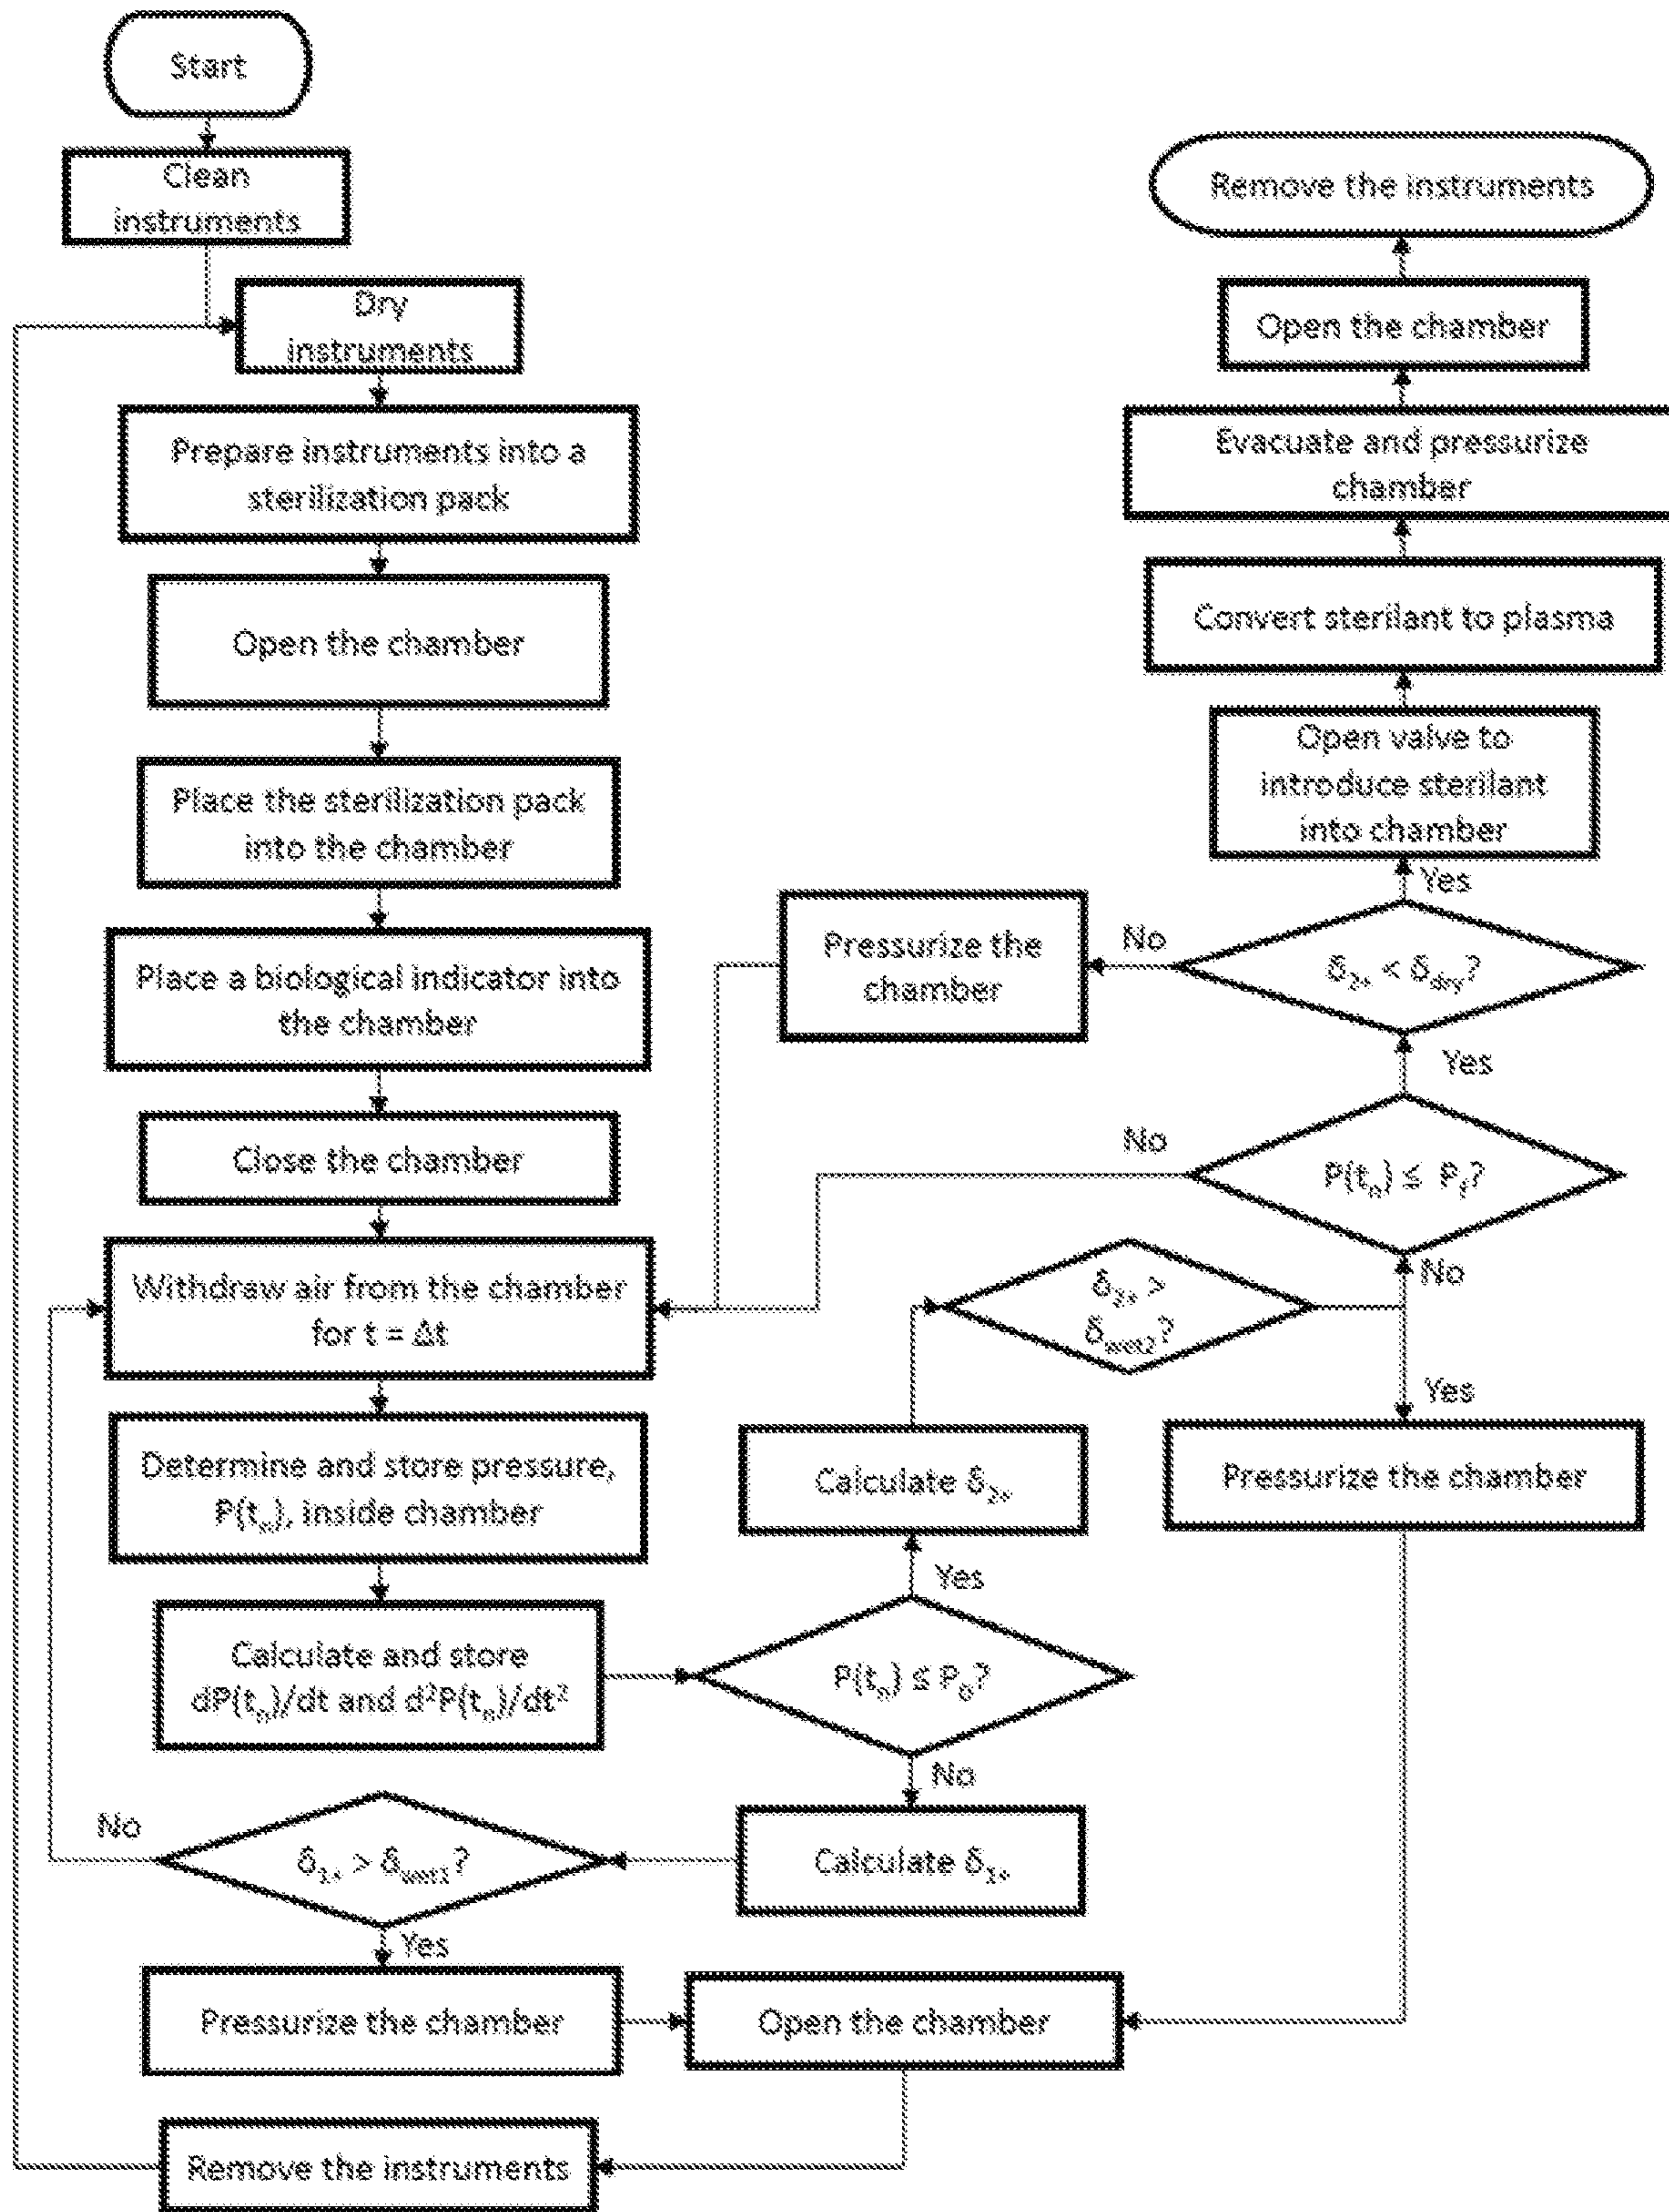 Start
Clean
instruments
Dry
instruments
Prepare instruments into a
sterilization pack
Open the chamber
Place the sterilization pack
into the chamber
Place a biological indicator into
the chamber
Close the chamber
Withdraw air from the chamber
for t = Δt
Determine and store pressure,
P(tₙ), inside chamber
Calculate and store
dP(tₙ)/dt and d²P(tₙ)/dt²
P(tₙ) ≤ P₀?
Yes
No
Calculate δ₂₊
Calculate δ₁₊
δ₁₊ > δwet1?
No
Yes
Pressurize the chamber
Open the chamber
Remove the instruments
δ₂₊ >
δwet2?
No
Yes
Pressurize the chamber
P(tₙ) ≤ Pf?
No
Yes
δ₂₊ < δdry?
No
Pressurize the
chamber
Yes
Open valve to
introduce sterilant
into chamber
Convert sterilant to plasma
Evacuate and pressurize
chamber
Open the chamber
Remove the instruments